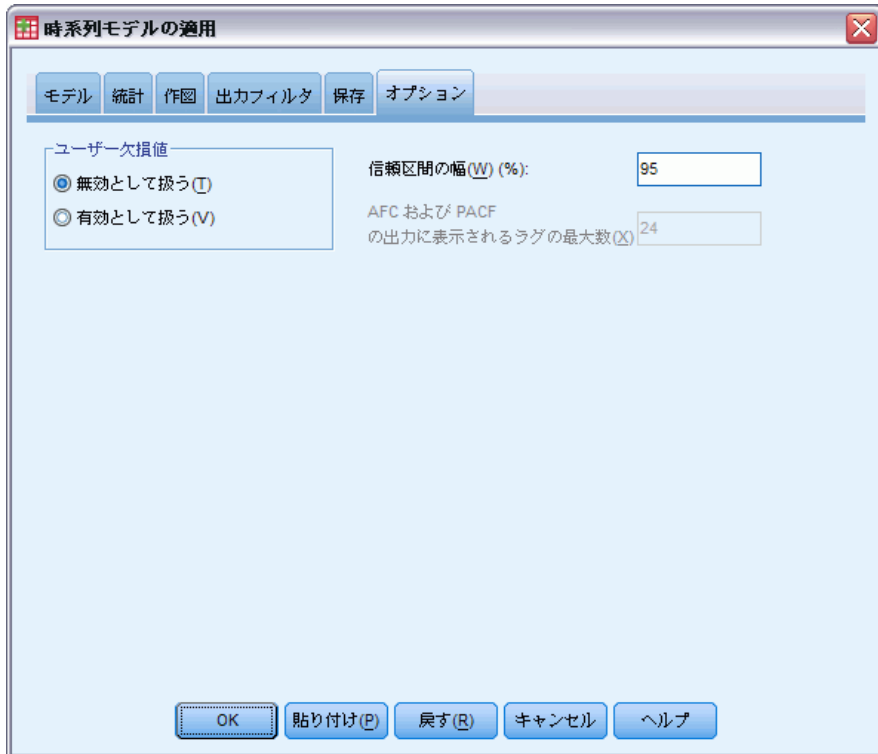 時系列モデルの適用
モデル 統計 作図 出力フィルタ 保存 オプション
ユーザー欠損値
無効として扱う(T)
有効として扱う(V)
信頼区間の幅(W) (%): 95
AFC および PACF
の出力に表示されるラグの最大数(X) 24
OK 貼り付け(P) 戻す(R) キャンセル ヘルプ